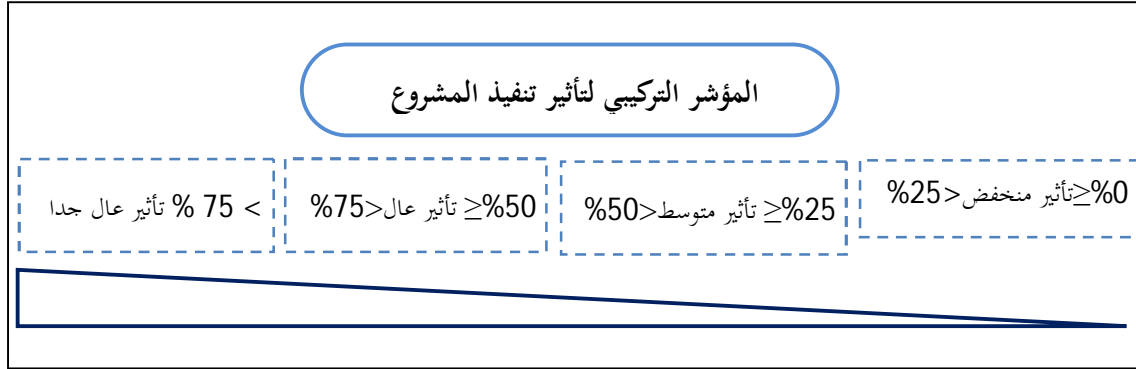 المؤشر التركيبي لتأثير تنفيذ المشروع
0%≤تأثير منخفض<25%
25%≤ تأثير متوسط<50%
50%≤ تأثير عال<75%
> 75 % تأثير عال جدا